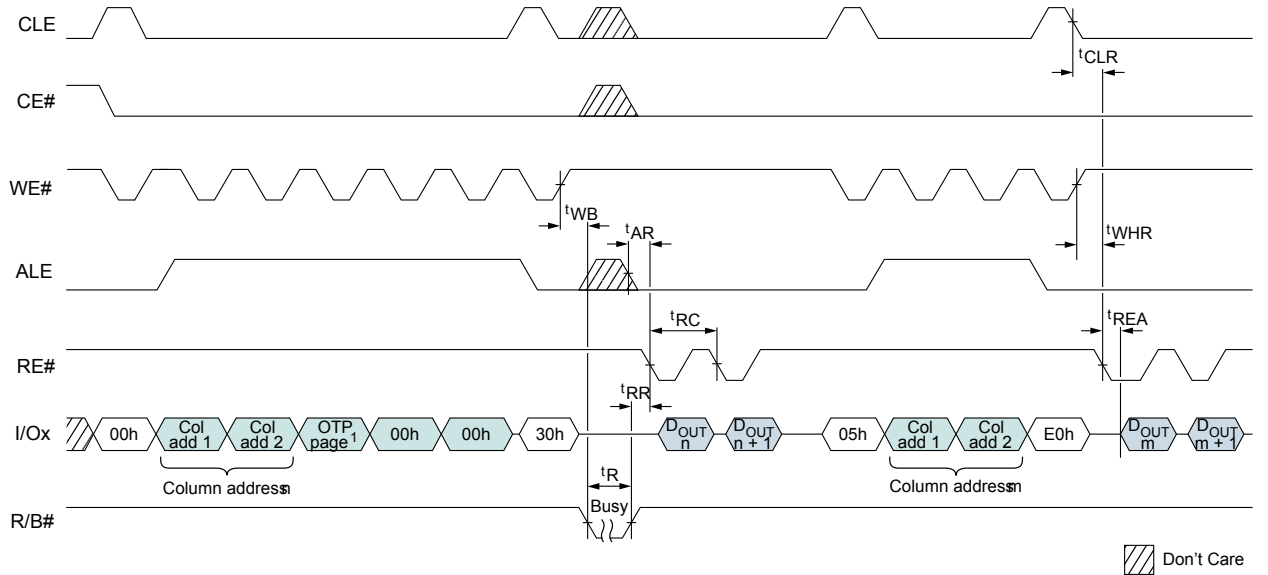 CLE
tCLR
CE#
WE#
tWB
tAR
tWHR
ALE
tRC
tREA
RE#
tRR
I/Ox
00h
Col add 1
Col add 2
OTP page1
00h
00h
30h
DOUT n
DOUT n + 1
05h
Col add 1
Col add 2
E0h
DOUT m
DOUT m + 1
Column address n
tR
Column address m
Busy
R/B#
Don't Care